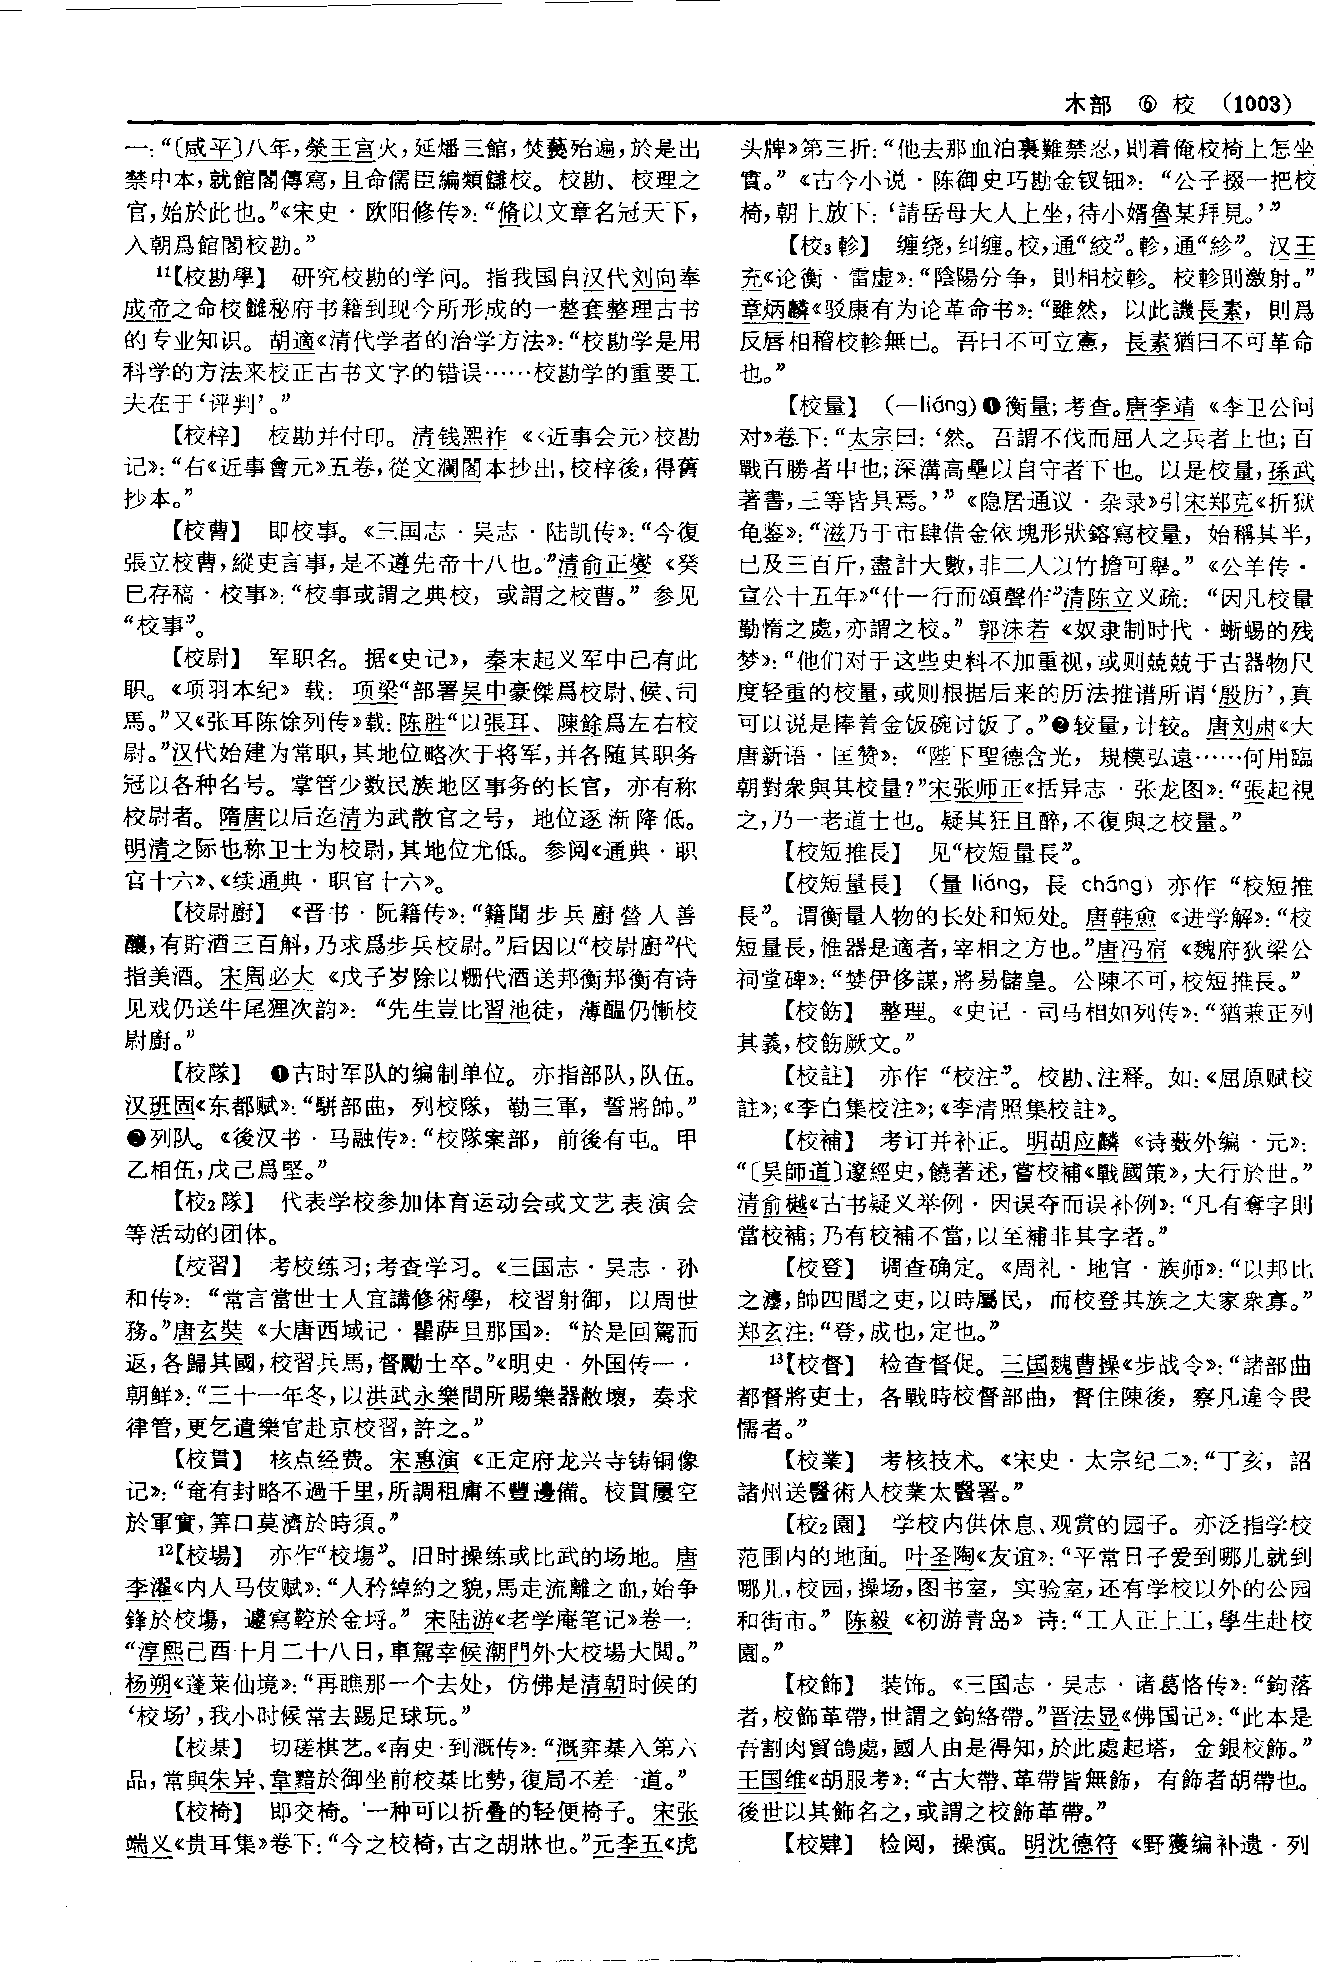 木部 ⑥ 校 (1003)
一：“〔咸平〕八年，榮王宫火，延燔三館，焚爇殆遍，於是出
禁中本，就館閣傳寫，且命儒臣編類讎校。校勘、校理之
官，始於此也。”《宋史·欧阳修传》：“脩以文章名冠天下，
入朝爲館閣校勘。”
¹¹【校勘學】 研究校勘的学问。指我国自汉代刘向奉
成帝之命校雠秘府书籍到现今所形成的一整套整理古书
的专业知识。胡適《清代学者的治学方法》：“校勘学是用
科学的方法来校正古书文字的错误……校勘学的重要工
夫在于‘评判’。”
【校梓】 校勘并付印。清钱熙祚《〈近事会元〉校勘
记》：“右《近事會元》五卷，從文瀾閣本抄出，校梓後，得舊
抄本。”
【校曹】 即校事。《三国志·吴志·陆凯传》：“今復
張立校曹，縱吏言事，是不遵先帝十八也。”清俞正燮《癸
巳存稿·校事》：“校事或謂之典校，或謂之校曹。”参见
“校事”。
【校尉】 军职名。据《史记》，秦末起义军中已有此
职。《项羽本纪》载：项梁“部署吴中豪傑爲校尉、候、司
馬。”又《张耳陈馀列传》载：陈胜“以張耳、陳餘爲左右校
尉。”汉代始建为常职，其地位略次于将军，并各随其职务
冠以各种名号。掌管少数民族地区事务的长官，亦有称
校尉者。隋唐以后迄清为武散官之号，地位逐渐降低。
明清之际也称卫士为校尉，其地位尤低。参阅《通典·职
官十六》、《续通典·职官十六》。
【校尉廚】 《晋书·阮籍传》：“籍聞步兵廚營人善
釀，有貯酒三百斛，乃求爲步兵校尉。”后因以“校尉廚”代
指美酒。宋周必大《戊子岁除以粣代酒送邦衡邦衡有诗
见戏仍送牛尾狸次韵》：“先生豈比習池徒，薄醖仍慚校
尉廚。”
【校隊】 ❶古时军队的编制单位。亦指部队，队伍。
汉班固《东都赋》：“駢部曲，列校隊，勒三軍，誓將帥。”
❷列队。《後汉书·马融传》：“校隊案部，前後有屯。甲
乙相伍，戊己爲堅。”
【校₂隊】 代表学校参加体育运动会或文艺表演会
等活动的团体。
【校習】 考校练习；考查学习。《三国志·吴志·孙
和传》：“常言當世士人宜講修術學，校習射御，以周世
務。”唐玄奘《大唐西域记·瞿萨旦那国》：“於是回駕而
返，各歸其國，校習兵馬，督勵士卒。”《明史·外国传一·
朝鲜》：“三十一年冬，以洪武永樂間所賜樂器敝壞，奏求
律管，更乞遣樂官赴京校習，許之。”
【校貫】 核点经费。宋惠演《正定府龙兴寺铸铜像
记》：“奄有封略不過千里，所調租庸不豐邊備。校貫屢空
於軍實，筭口莫濟於時須。”
¹²【校場】 亦作“校塲”。旧时操练或比武的场地。唐
李濯《内人马伎赋》：“人矜綽約之貌，馬走流離之血，始争
鋒於校塲，遽寫鞚於金埒。”宋陆游《老学庵笔记》卷一：
“淳熙己酉十月二十八日，車駕幸候潮門外大校場大閲。”
杨朔《蓬莱仙境》：“再瞧那一个去处，仿佛是清朝时候的
‘校场’，我小时候常去踢足球玩。”
【校棊】 切磋棋艺。《南史·到溉传》：“溉弈棊入第六
品，常與朱异、韋黯於御坐前校棊比勢，復局不差一道。”
【校椅】 即交椅。一种可以折叠的轻便椅子。宋张
端义《贵耳集》卷下：“今之校椅，古之胡牀也。”元李五《虎
头牌》第三折：“他去那血泊裏難禁忍，則着俺校椅上怎坐
實。”《古今小说·陈御史巧勘金钗钿》：“公子掇一把校
椅，朝上放下：‘請岳母大人上坐，待小婿魯某拜見。’”
【校₃軫】 缠绕，纠缠。校，通“絞”。軫，通“紾”。汉王
充《论衡·雷虚》：“陰陽分争，則相校軫。校軫則激射。”
章炳麟《驳康有为论革命书》：“雖然，以此譏長素，則爲
反唇相稽校軫無已。吾曰不可立憲，長素猶曰不可革命
也。”
【校量】 （—liáng）❶衡量；考查。唐李靖《李卫公问
对》卷下：“太宗曰：‘然。吾謂不伐而屈人之兵者上也；百
戰百勝者中也；深溝高壘以自守者下也。以是校量，孫武
著書，三等皆具焉。’”《隐居通议·杂录》引宋郑克《折狱
龟鉴》：“滋乃于市肆借金依塊形狀鎔寫校量，始稱其半，
已及三百斤，盡計大數，非二人以竹擔可舉。”《公羊传·
宣公十五年》“什一行而頌聲作”清陈立义疏：“因凡校量
勤惰之處，亦謂之校。”郭沫若《奴隶制时代·蜥蜴的残
梦》：“他们对于这些史料不加重视，或则兢兢于古器物尺
度轻重的校量，或则根据后来的历法推谱所谓‘殷历’，真
可以说是捧着金饭碗讨饭了。”❷较量，计较。唐刘肃《大
唐新语·匡赞》：“陛下聖德含光，規模弘遠……何用臨
朝對衆與其校量？”宋张师正《括异志·张龙图》：“張起視
之，乃一老道士也。疑其狂且醉，不復與之校量。”
【校短推長】 见“校短量長”。
【校短量長】 （量 liáng，長 cháng）亦作“校短推
長”。谓衡量人物的长处和短处。唐韩愈《进学解》：“校
短量長，惟器是適者，宰相之方也。”唐冯宿《魏府狄梁公
祠堂碑》：“婪伊侈謀，將易儲皇。公陳不可，校短推長。”
【校飭】 整理。《史记·司马相如列传》：“猶兼正列
其義，校飭厥文。”
【校註】 亦作“校注”。校勘、注释。如：《屈原赋校
註》；《李白集校注》；《李清照集校註》。
【校補】 考订并补正。明胡应麟《诗薮外编·元》：
“〔吴師道〕邃經史，饒著述，嘗校補《戰國策》，大行於世。”
清俞樾《古书疑义举例·因误夺而误补例》：“凡有奪字則
當校補；乃有校補不當，以至補非其字者。”
【校登】 调查确定。《周礼·地官·族师》：“以邦比
之灋，帥四閭之吏，以時屬民，而校登其族之夫家衆寡。”
郑玄注：“登，成也，定也。”
¹³【校督】 检查督促。三国魏曹操《步战令》：“諸部曲
都督將吏士，各戰時校督部曲，督住陳後，察凡違令畏
懦者。”
【校業】 考核技术。《宋史·太宗纪二》：“丁亥，詔
諸州送醫術人校業太醫署。”
【校₂園】 学校内供休息、观赏的园子。亦泛指学校
范围内的地面。叶圣陶《友谊》：“平常日子爱到哪儿就到
哪儿，校园，操场，图书室，实验室，还有学校以外的公园
和街市。”陈毅《初游青岛》诗：“工人正上工，學生赴校
園。”
【校飾】 装饰。《三国志·吴志·诸葛恪传》：“鉤落
者，校飾革帶，世謂之鉤絡帶。”晋法显《佛国记》：“此本是
吾割肉貿鴿處，國人由是得知，於此處起塔，金銀校飾。”
王国维《胡服考》：“古大帶、革帶皆無飾，有飾者胡帶也。
後世以其飾名之，或謂之校飾革帶。”
【校肄】 检阅，操演。明沈德符《野獲编补遗·列